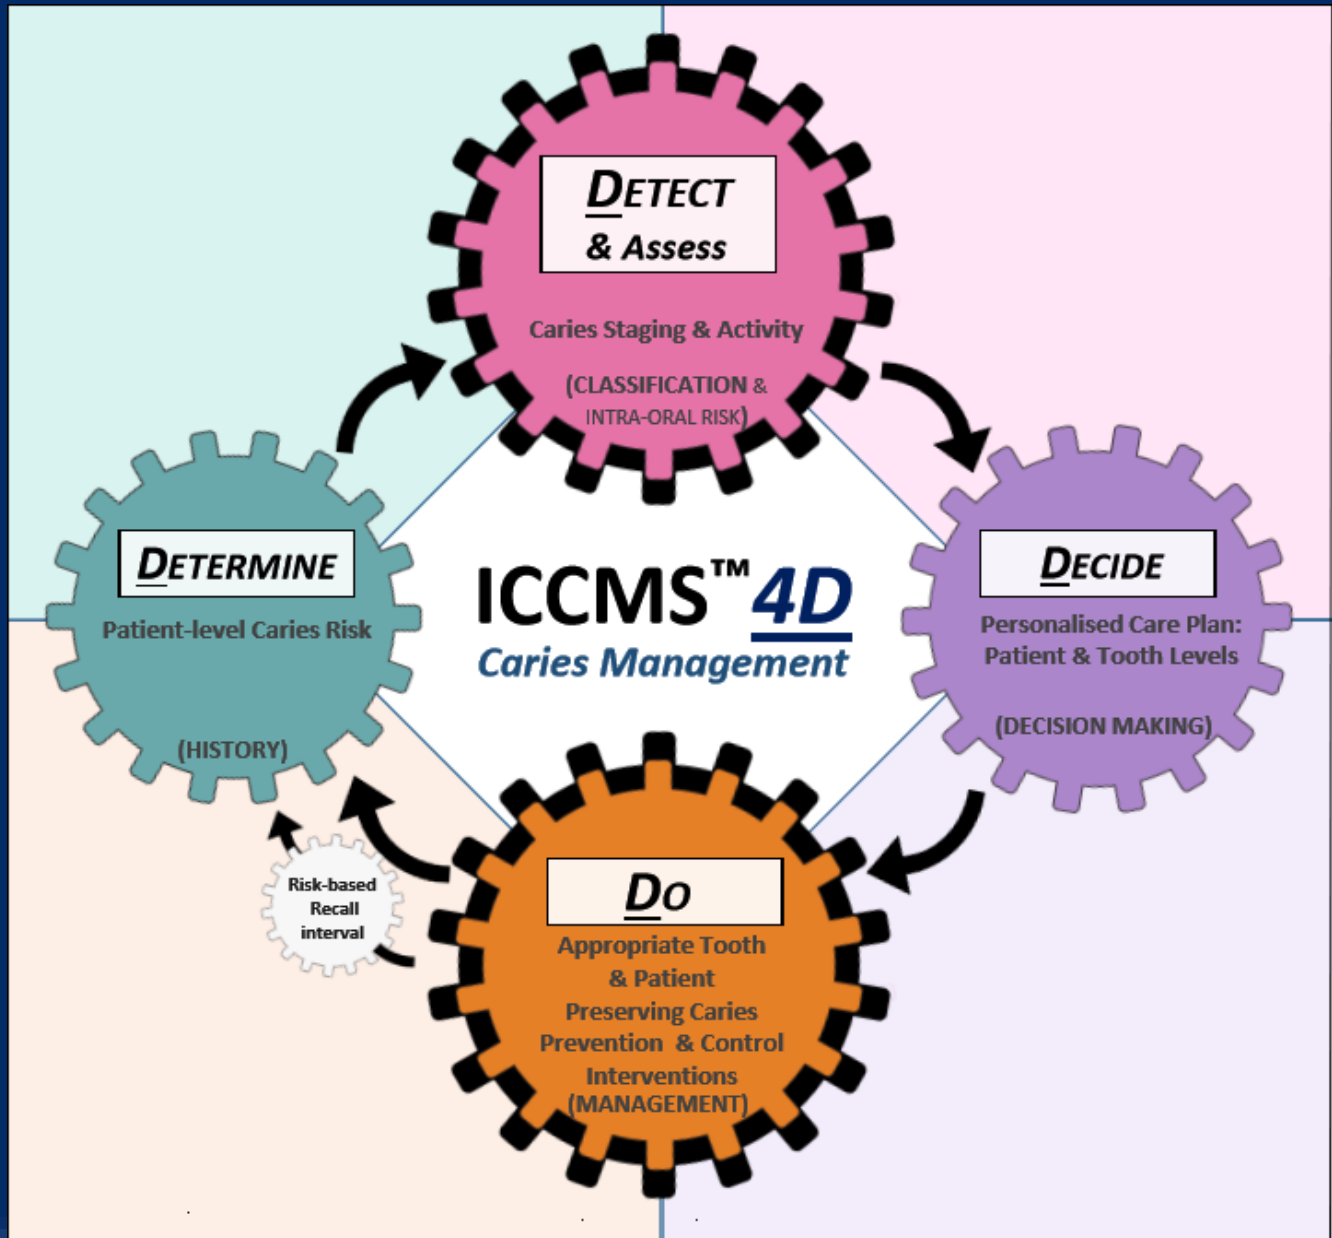 DETECT
& Assess
Caries Staging & Activity
(CLASSIFICATION &
INTRA-ORAL RISK)
DETERMINE
Patient-level Caries Risk
(HISTORY)
ICCMS™ 4D
Caries Management
DECIDE
Personalised Care Plan:
Patient & Tooth Levels
(DECISION MAKING)
Risk-based
Recall
interval
DO
Appropriate Tooth
& Patient
Preserving Caries
Prevention & Control
Interventions
(MANAGEMENT)